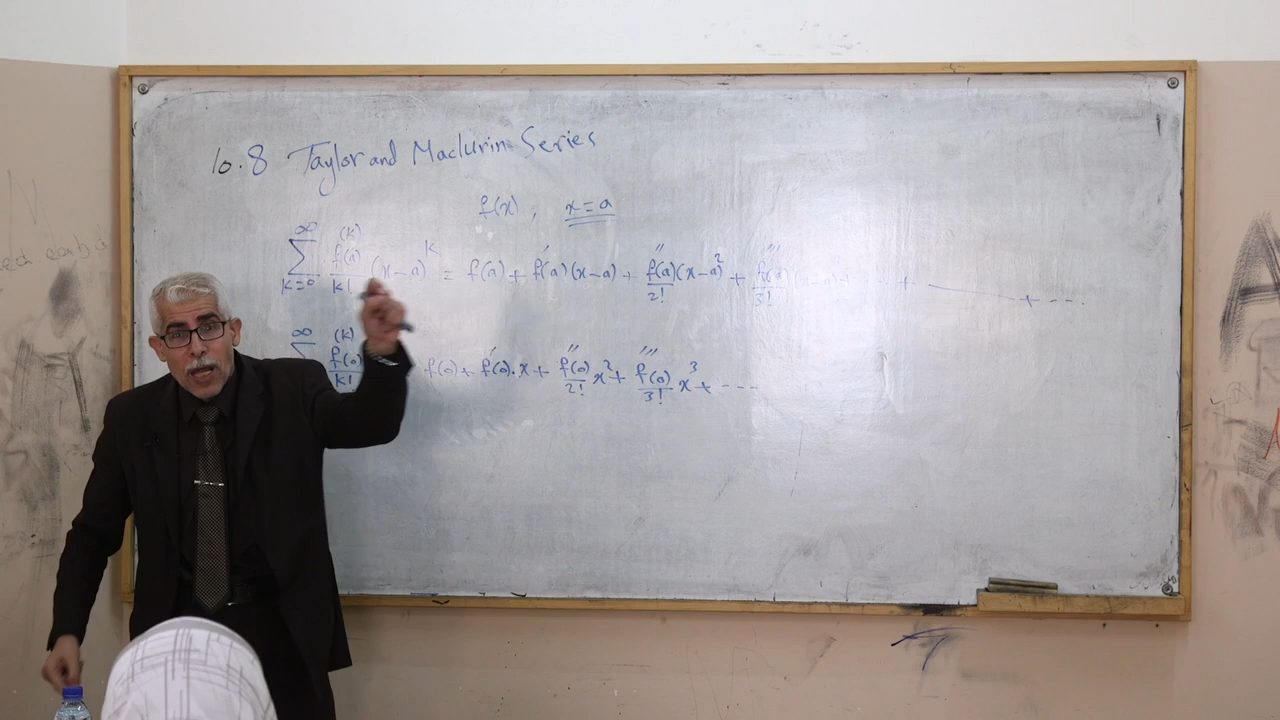 10.8 Taylor and Maclurin Series
f(x), x=a
∞ Σ k=0 f^(k)(a)/k! (x-a)^k = f(a) + f'(a)(x-a) + f''(a)/2! (x-a)^2 + f'''(a)/3! (x-a) + ... + ——— + ...
∞ Σ f^(k)(0)/k! f(0) + f'(0).x + f''(0)/2! x^2 + f'''(0)/3! x^3 + ...